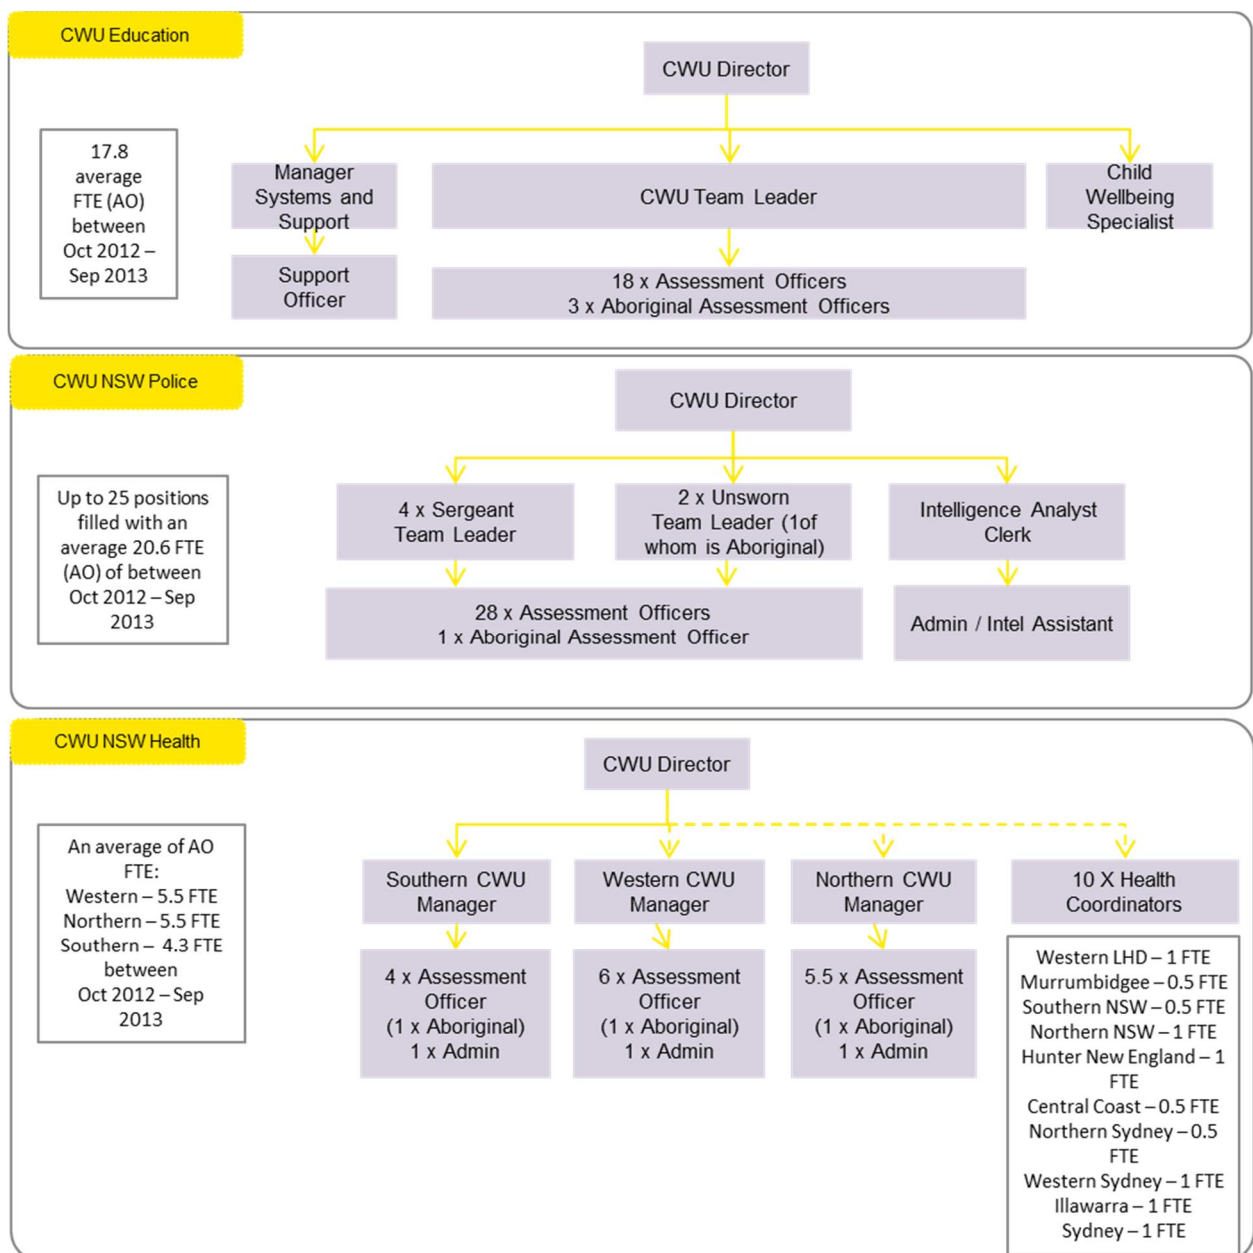 CWU Education
CWU Director
17.8
average
FTE (AO)
between
Oct 2012 –
Sep 2013
Manager
Systems and
Support
CWU Team Leader
Child
Wellbeing
Specialist
Support
Officer
18 x Assessment Officers
3 x Aboriginal Assessment Officers
CWU NSW Police
CWU Director
Up to 25 positions
filled with an
average 20.6 FTE
(AO) of between
Oct 2012 – Sep
2013
4 x Sergeant
Team Leader
2 x Unsworn
Team Leader (1of
whom is Aboriginal)
Intelligence Analyst
Clerk
28 x Assessment Officers
1 x Aboriginal Assessment Officer
Admin / Intel Assistant
CWU NSW Health
CWU Director
An average of AO
FTE:
Western – 5.5 FTE
Northern – 5.5 FTE
Southern – 4.3 FTE
between
Oct 2012 – Sep
2013
Southern CWU
Manager
Western CWU
Manager
Northern CWU
Manager
10 X Health
Coordinators
4 x Assessment
Officer
(1 x Aboriginal)
1 x Admin
6 x Assessment
Officer
(1 x Aboriginal)
1 x Admin
5.5 x Assessment
Officer
(1 x Aboriginal)
1 x Admin
Western LHD – 1 FTE
Murrumbidgee – 0.5 FTE
Southern NSW – 0.5 FTE
Northern NSW – 1 FTE
Hunter New England – 1
FTE
Central Coast – 0.5 FTE
Northern Sydney – 0.5
FTE
Western Sydney – 1 FTE
Illawarra – 1 FTE
Sydney – 1 FTE